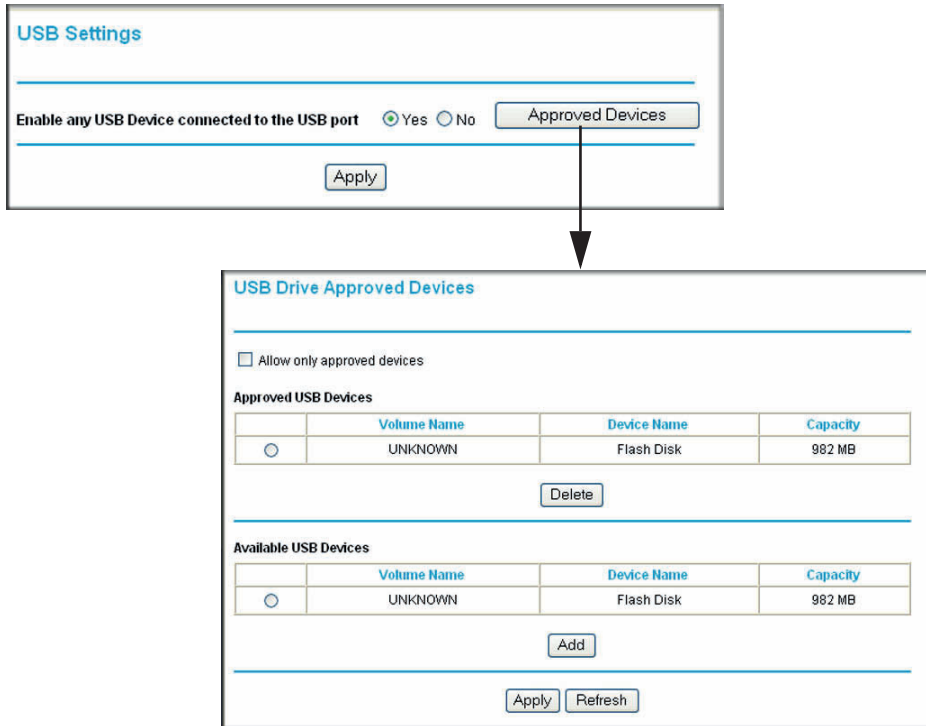 USB Settings
Enable any USB Device connected to the USB port Yes No Approved Devices
Apply
USB Drive Approved Devices
Allow only approved devices
Approved USB Devices
Volume Name Device Name Capacity
UNKNOWN Flash Disk 982 MB
Delete
Available USB Devices
Volume Name Device Name Capacity
UNKNOWN Flash Disk 982 MB
Add
Apply Refresh